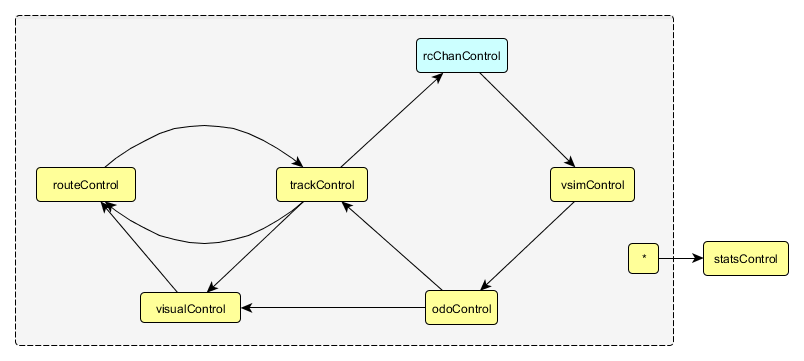 rcChanControl
routeControl
trackControl
vsimControl
*
statsControl
visualControl
odoControl